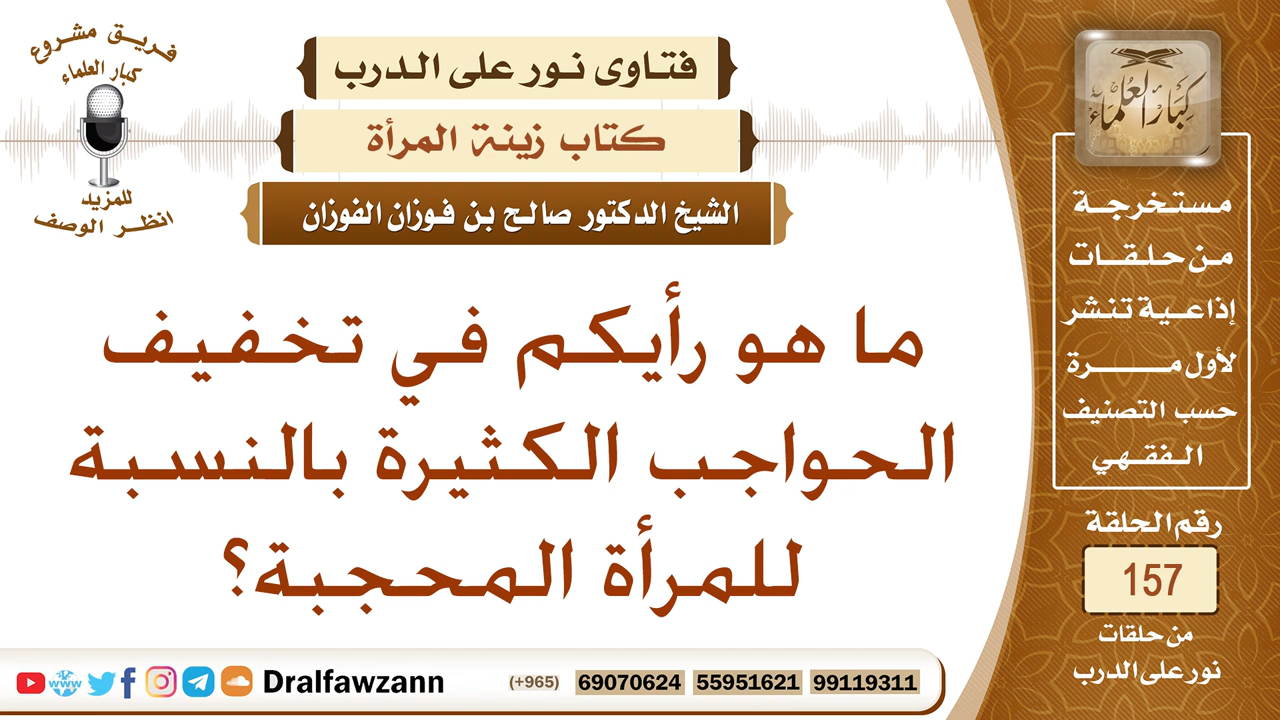 فريق مشروع
كبار العلماء
للمزيد
انظر الوصف
فتاوى نور على الدرب
كتاب زينة المرأة
الشيخ الدكتور صالح بن فوزان الفوزان
ما هو رأيكم في تخفيف
الحواجب الكثيرة بالنسبة
للمرأة المحجبة؟
كبار العلماء
مستخرجة
من حلقات
إذاعية تنشر
لأول مرة
حسب التصنيف
الفقهي
رقم الحلقة
157
من حلقات
نور على الدرب
www Dralfawzann (+965) 69070624 55951621 99119311